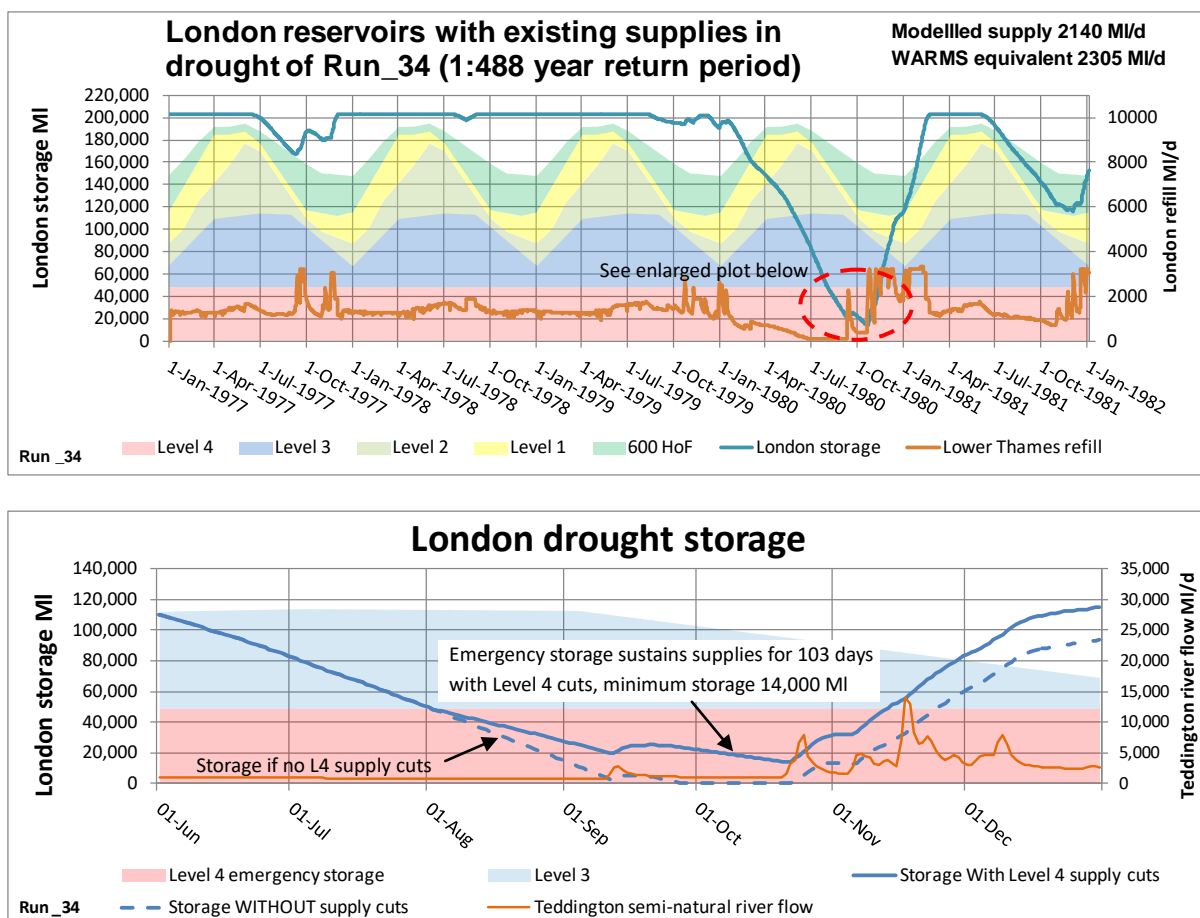 London reservoirs with existing supplies in
drought of Run_34 (1:488 year return period)
Modellled supply 2140 Ml/d
WARMS equivalent 2305 Ml/d
London storage Ml
220,000
200,000
180,000
160,000
140,000
120,000
100,000
80,000
60,000
40,000
20,000
0
See enlarged plot below
10000
8000
6000
4000
2000
0
London refill Ml/d
1-Jan-1977
1-Apr-1977
1-Jul-1977
1-Oct-1977
1-Jan-1978
1-Apr-1978
1-Jul-1978
1-Oct-1978
1-Jan-1979
1-Apr-1979
1-Jul-1979
1-Oct-1979
1-Jan-1980
1-Apr-1980
1-Jul-1980
1-Oct-1980
1-Jan-1981
1-Apr-1981
1-Jul-1981
1-Oct-1981
1-Jan-1982
Run _34
Level 4 Level 3 Level 2 Level 1 600 HoF London storage Lower Thames refill
London drought storage
London storage Ml
140,000
120,000
100,000
80,000
60,000
40,000
20,000
0
Emergency storage sustains supplies for 103 days
with Level 4 cuts, minimum storage 14,000 Ml
Storage if no L4 supply cuts
35,000
30,000
25,000
20,000
15,000
10,000
5,000
0
Teddington river flow Ml/d
01-Jun
01-Jul
01-Aug
01-Sep
01-Oct
01-Nov
01-Dec
Level 4 emergency storage Level 3 Storage With Level 4 supply cuts
Run _34 Storage WITHOUT supply cuts Teddington semi-natural river flow